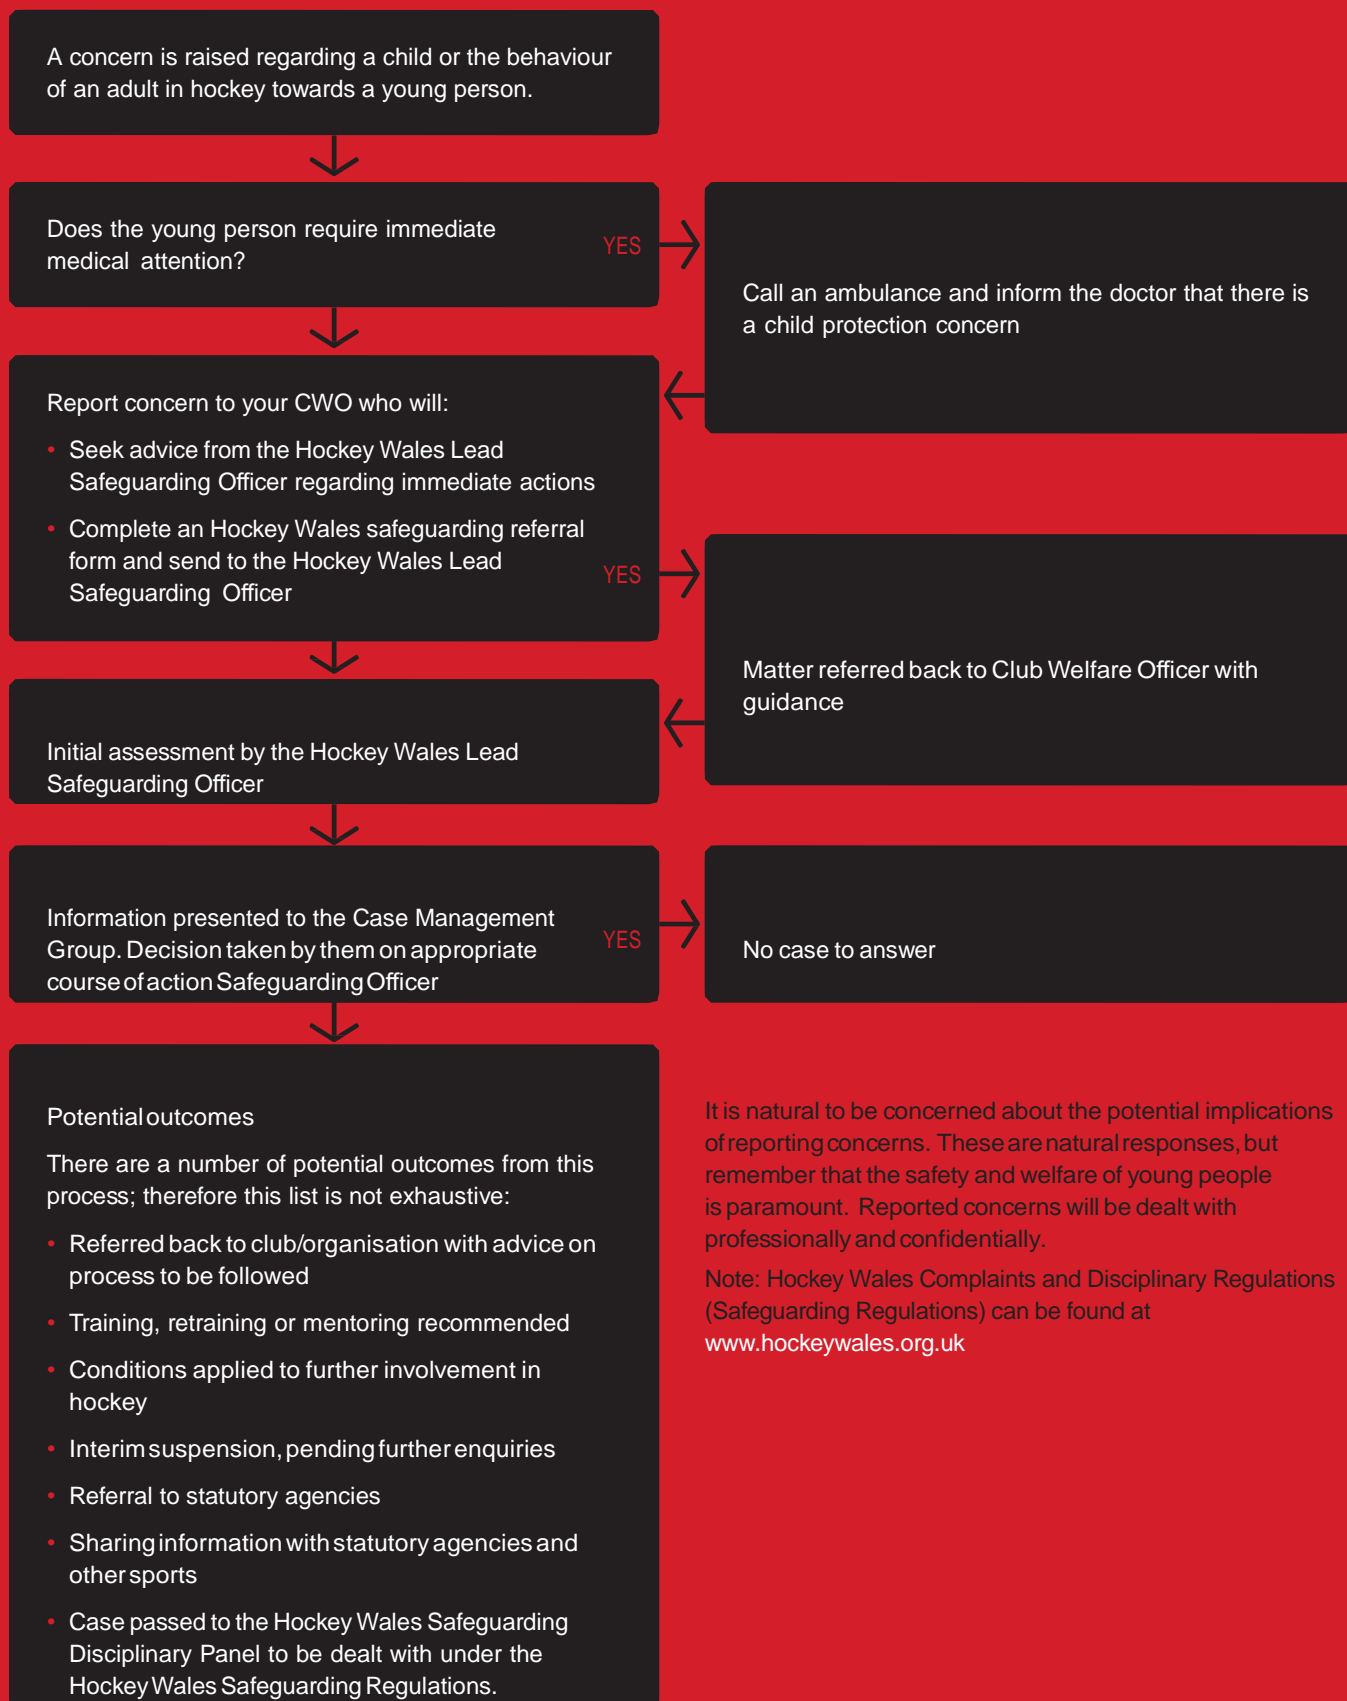 A concern is raised regarding a child or the behaviour
of an adult in hockey towards a young person.
Does the young person require immediate
medical attention?
YES
Call an ambulance and inform the doctor that there is
a child protection concern
Report concern to your CWO who will:
• Seek advice from the Hockey Wales Lead
Safeguarding Officer regarding immediate actions
• Complete an Hockey Wales safeguarding referral
form and send to the Hockey Wales Lead
Safeguarding Officer
YES
Matter referred back to Club Welfare Officer with
guidance
Initial assessment by the Hockey Wales Lead
Safeguarding Officer
Information presented to the Case Management
Group. Decision taken by them on appropriate
course of action Safeguarding Officer
YES
No case to answer
Potential outcomes
There are a number of potential outcomes from this
process; therefore this list is not exhaustive:
• Referred back to club/organisation with advice on
process to be followed
• Training, retraining or mentoring recommended
• Conditions applied to further involvement in
hockey
• Interim suspension, pending further enquiries
• Referral to statutory agencies
• Sharing information with statutory agencies and
other sports
• Case passed to the Hockey Wales Safeguarding
Disciplinary Panel to be dealt with under the
Hockey Wales Safeguarding Regulations.
It is natural to be concerned about the potential implications
of reporting concerns. These are natural responses, but
remember that the safety and welfare of young people
is paramount. Reported concerns will be dealt with
professionally and confidentially.
Note: Hockey Wales Complaints and Disciplinary Regulations
(Safeguarding Regulations) can be found at
www.hockeywales.org.uk